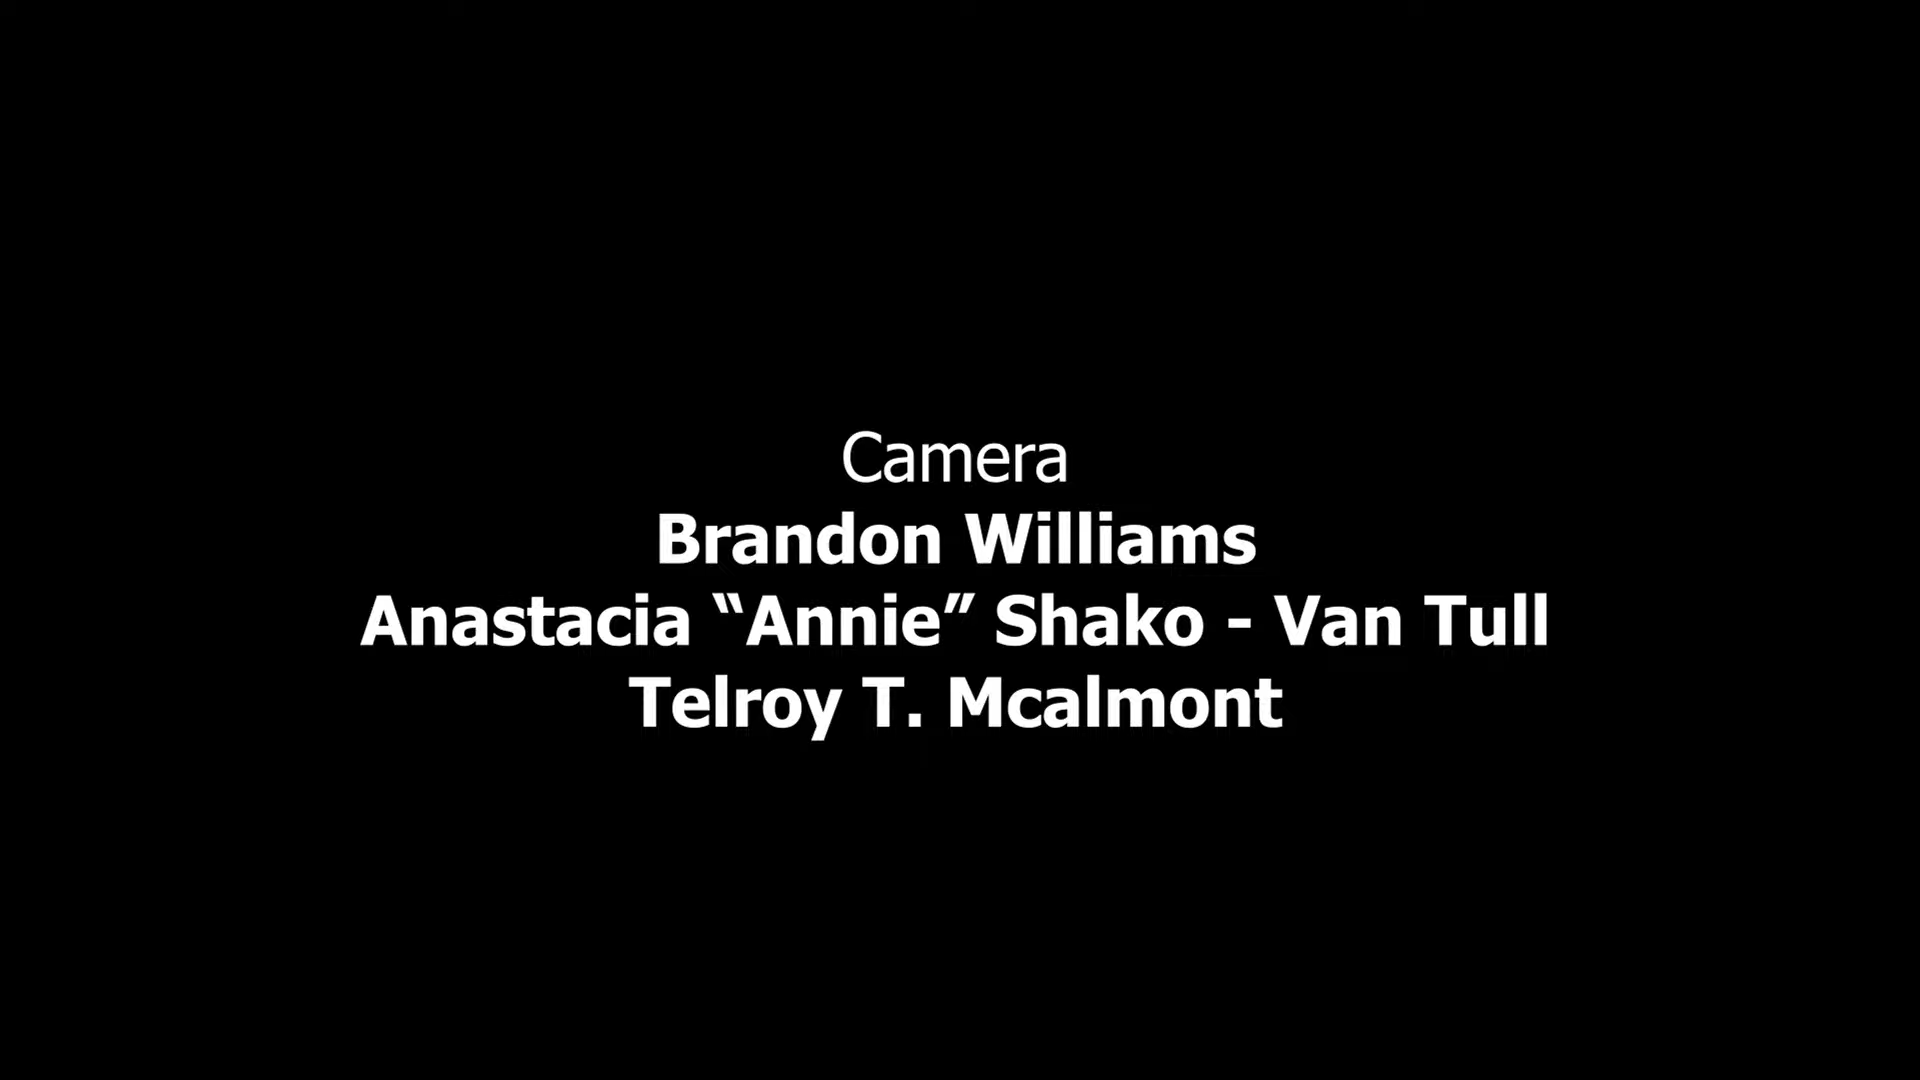 Camera
Brandon Williams
Anastacia “Annie” Shako - Van Tull
Telroy T. Mcalmont